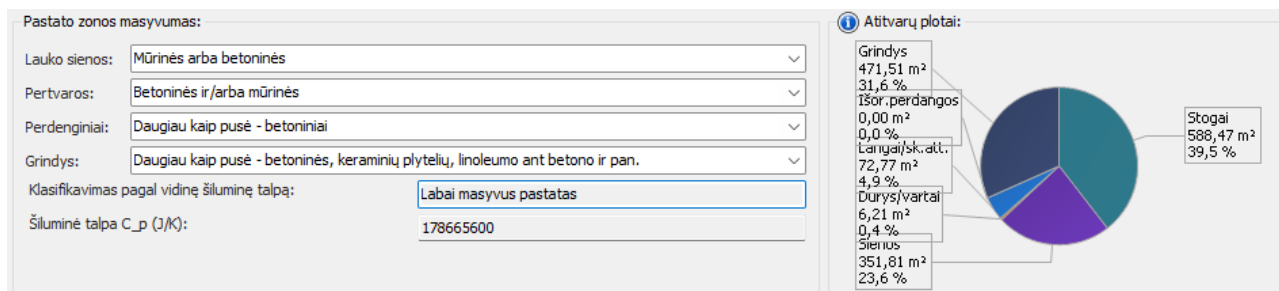 Pastato zonos masyvumas:
Lauko sienos: Mūrinės arba betoninės
Pertvaros: Betoninės ir/arba mūrinės
Perdenginiai: Daugiau kaip pusė - betoniniai
Grindys: Daugiau kaip pusė - betoninės, keraminių plytelių, linoleumo ant betono ir pan.
Klasifikavimas pagal vidinę šiluminę talpą: Labai masyvus pastatas
Šiluminė talpa C_p (J/K): 178665600
Atitvarų plotai:
Grindys
471,51 m²
31,6 %
Išor.perdangos
0,00 m²
0,0 %
Langai/sk.att.
72,77 m²
4,9 %
Durys/vartai
6,21 m²
0,4 %
Sienos
351,81 m²
23,6 %
Stogai
588,47 m²
39,5 %